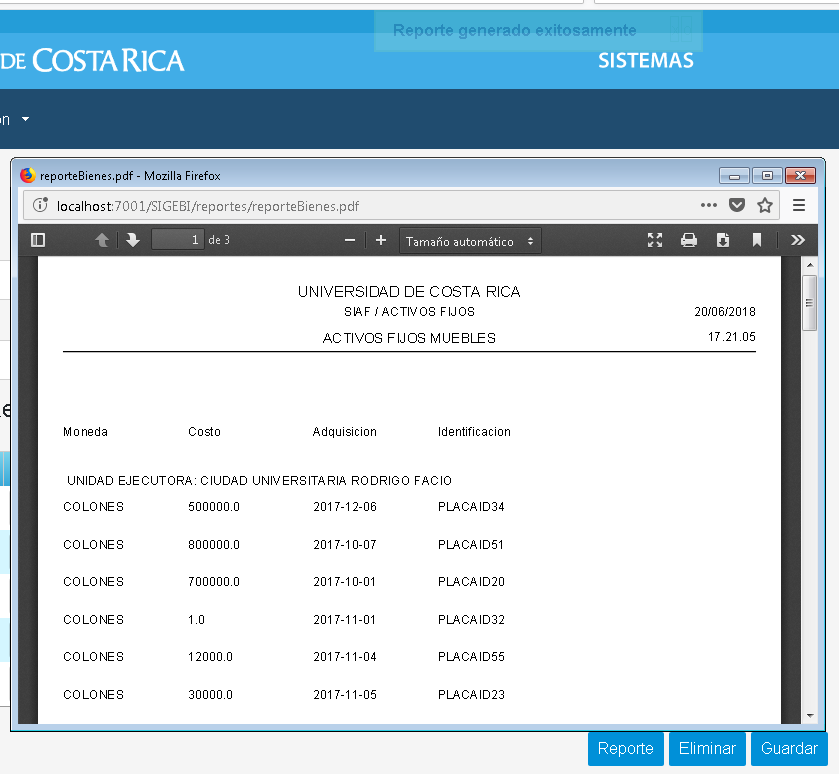 Reporte generado exitosamente
DE COSTA RICA
SISTEMAS
ón
reporteBienes.pdf - Mozilla Firefox
localhost:7001/SIGEBI/reportes/reporteBienes.pdf
1 de 3
Tamaño automático
UNIVERSIDAD DE COSTA RICA
SIAF / ACTIVOS FIJOS 20/06/2018
ACTIVOS FIJOS MUEBLES 17.21.05
Moneda Costo Adquisicion Identificacion
UNIDAD EJECUTORA: CIUDAD UNIVERSITARIA RODRIGO FACIO
COLONES 500000.0 2017-12-06 PLACAID34
COLONES 800000.0 2017-10-07 PLACAID51
COLONES 700000.0 2017-10-01 PLACAID20
COLONES 1.0 2017-11-01 PLACAID32
COLONES 12000.0 2017-11-04 PLACAID55
COLONES 30000.0 2017-11-05 PLACAID23
Reporte Eliminar Guardar